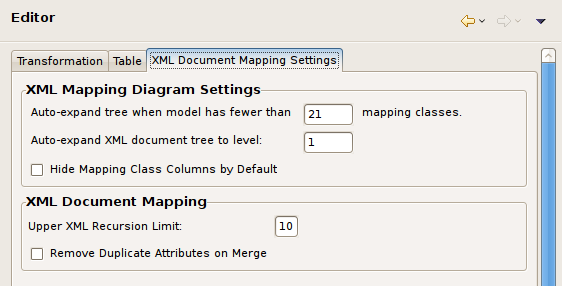 Editor
Transformation Table XML Document Mapping Settings
XML Mapping Diagram Settings
Auto-expand tree when model has fewer than 21 mapping classes.
Auto-expand XML document tree to level: 1
Hide Mapping Class Columns by Default
XML Document Mapping
Upper XML Recursion Limit: 10
Remove Duplicate Attributes on Merge